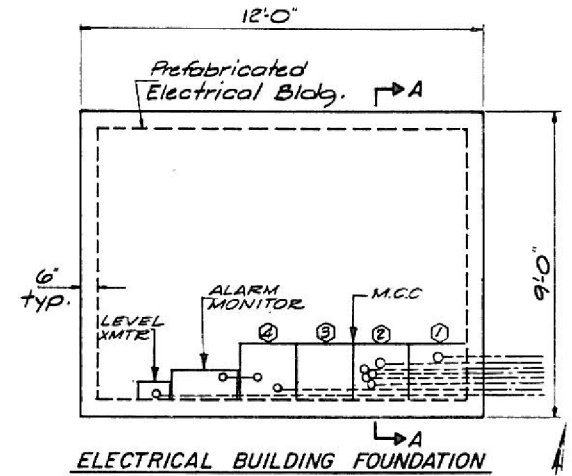 12'-0"
Prefabricated
Electrical Bldg.
A
9'-0"
6"
typ.
ALARM
MONITOR
M.C.C
LEVEL
XMTR
4 3 2 1
A
ELECTRICAL BUILDING FOUNDATION